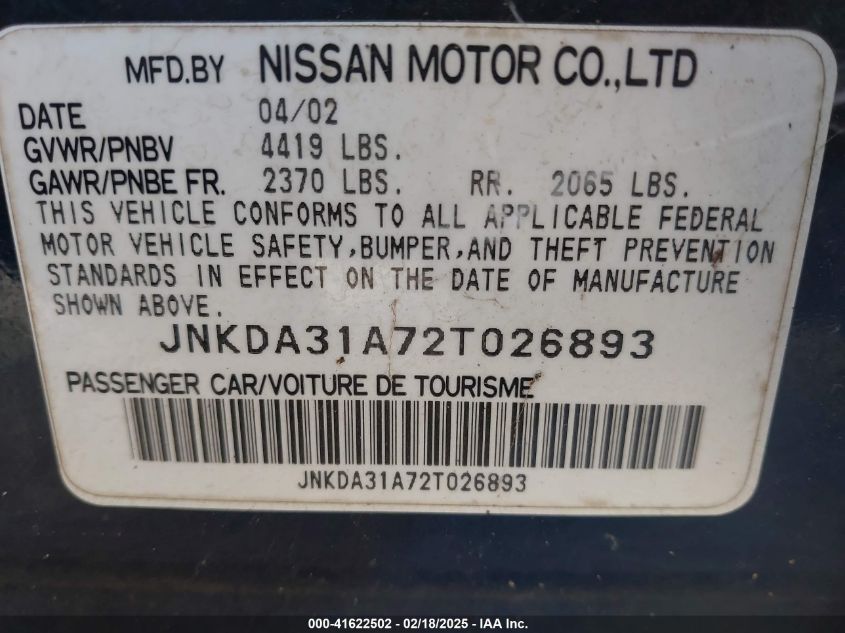 MFD.BY NISSAN MOTOR CO.,LTD
DATE 04/02
GVWR/PNBV 4419 LBS.
GAWR/PNBE FR. 2370 LBS. RR. 2065 LBS.
THIS VEHICLE CONFORMS TO ALL APPLICABLE FEDERAL
MOTOR VEHICLE SAFETY,BUMPER,AND THEFT PREVENTION
STANDARDS IN EFFECT ON THE DATE OF MANUFACTURE
SHOWN ABOVE.
JNKDA31A72T026893
PASSENGER CAR/VOITURE DE TOURISME
JNKDA31A72T026893
000-41622502 - 02/18/2025 - IAAI Inc.